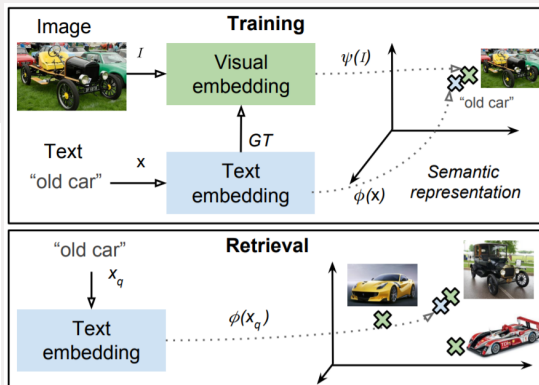 Training
Image
I
Visual
embedding
ψ(I)
"old car"
GT
Text
"old car"
x
Text
embedding
ϕ(x)
Semantic
representation
Retrieval
"old car"
x_q
Text
embedding
ϕ(x_q)